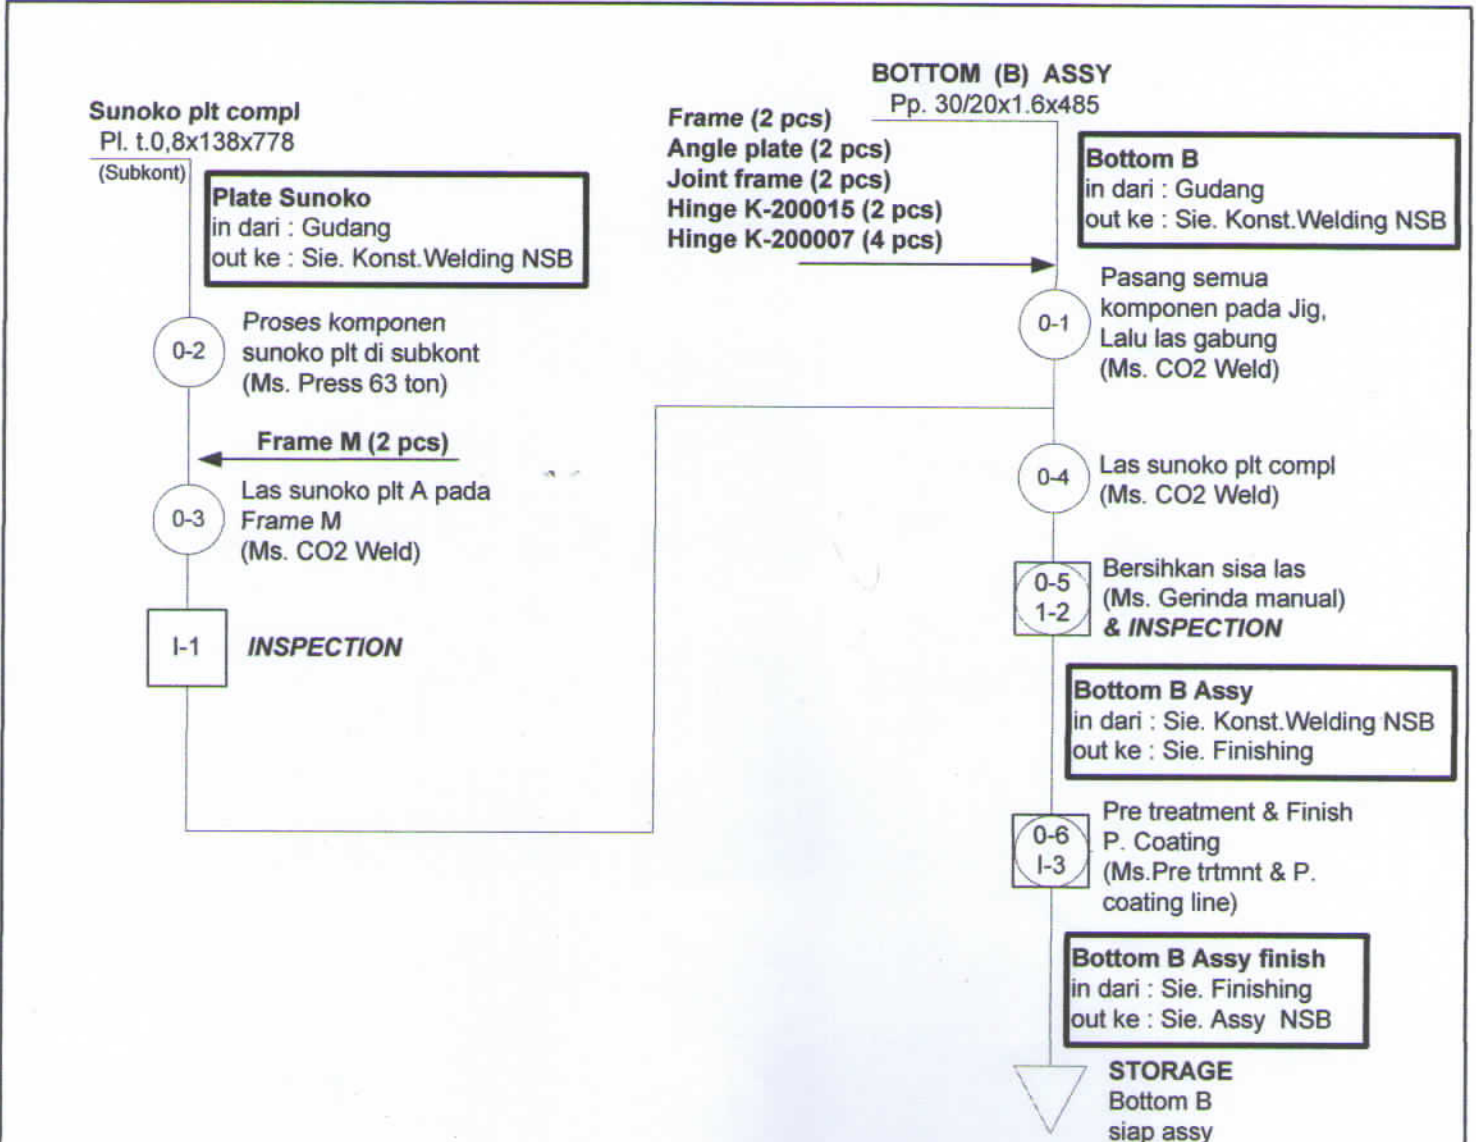 Sunoko plt compl
Pl. t.0,8x138x778
(Subkont)
Plate Sunoko
in dari : Gudang
out ke : Sie. Konst.Welding NSB
0-2
Proses komponen
sunoko plt di subkont
(Ms. Press 63 ton)
Frame M (2 pcs)
0-3
Las sunoko plt A pada
Frame M
(Ms. CO2 Weld)
I-1
INSPECTION
BOTTOM (B) ASSY
Pp. 30/20x1.6x485
Frame (2 pcs)
Angle plate (2 pcs)
Joint frame (2 pcs)
Hinge K-200015 (2 pcs)
Hinge K-200007 (4 pcs)
Bottom B
in dari : Gudang
out ke : Sie. Konst.Welding NSB
0-1
Pasang semua
komponen pada Jig,
Lalu las gabung
(Ms. CO2 Weld)
0-4
Las sunoko plt compl
(Ms. CO2 Weld)
0-5
1-2
Bersihkan sisa las
(Ms. Gerinda manual)
& INSPECTION
Bottom B Assy
in dari : Sie. Konst.Welding NSB
out ke : Sie. Finishing
0-6
I-3
Pre treatment & Finish
P. Coating
(Ms.Pre trtmnt & P.
coating line)
Bottom B Assy finish
in dari : Sie. Finishing
out ke : Sie. Assy NSB
STORAGE
Bottom B
siap assy